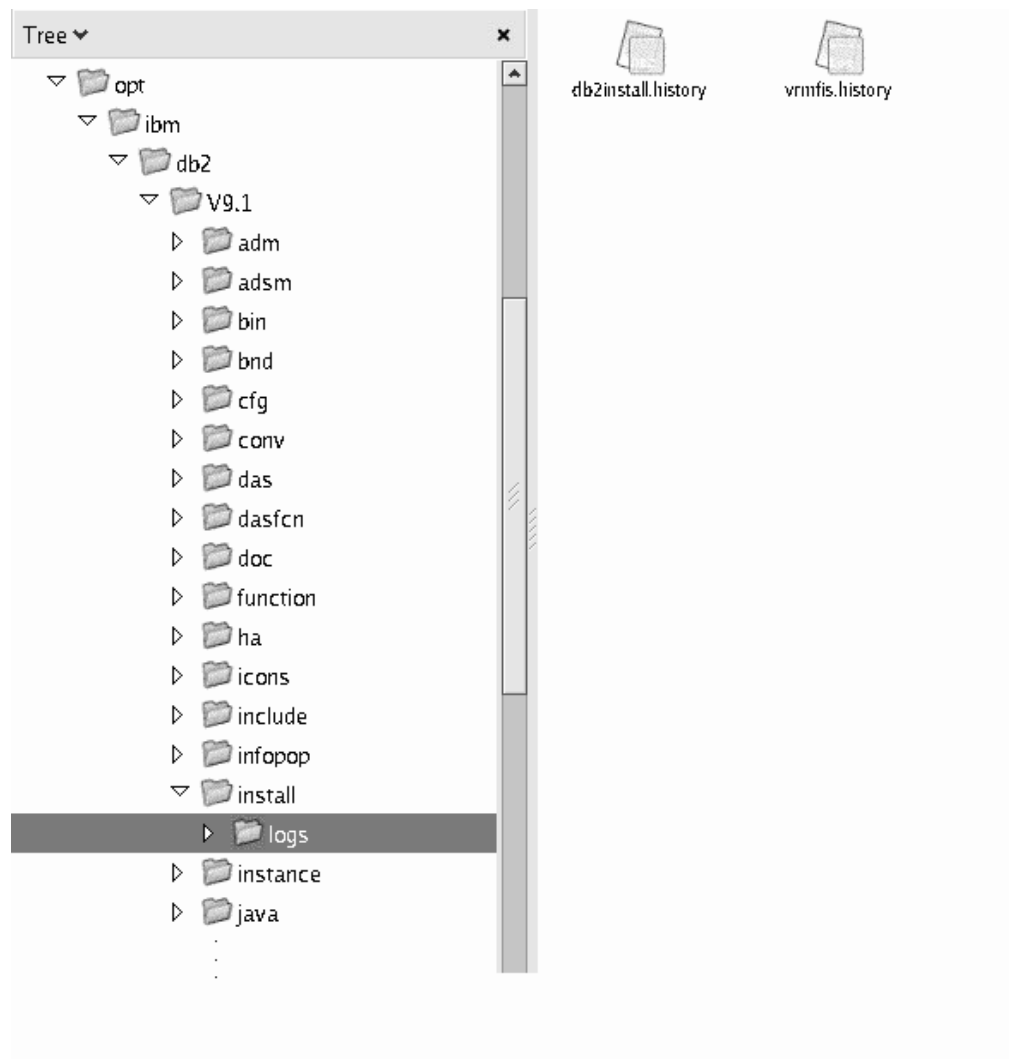 Tree
opt
ibm
db2
V9.1
adm
adsm
bin
bnd
cfg
conv
das
dasfcn
doc
function
ha
icons
include
infopop
install
logs
instance
java
db2install.history
vrmfis.history